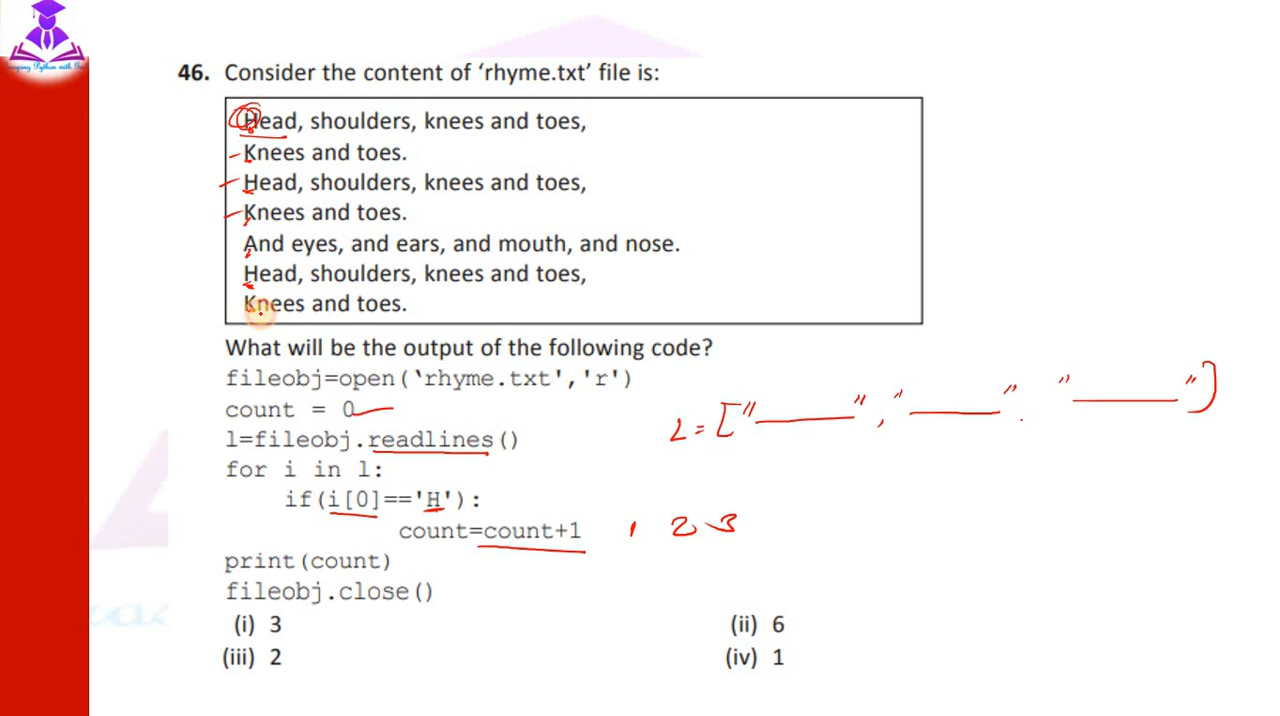 46. Consider the content of ‘rhyme.txt’ file is:
Head, shoulders, knees and toes,
Knees and toes.
Head, shoulders, knees and toes,
Knees and toes.
And eyes, and ears, and mouth, and nose.
Head, shoulders, knees and toes,
Knees and toes.
What will be the output of the following code?
fileobj=open(‘rhyme.txt','r')
count = 0
l=fileobj.readlines()
L=["____", "____". "____"]
for i in l:
if(i[0]=='H'):
count=count+1 1 2 3
print(count)
fileobj.close()
(i) 3 (ii) 6
(iii) 2 (iv) 1